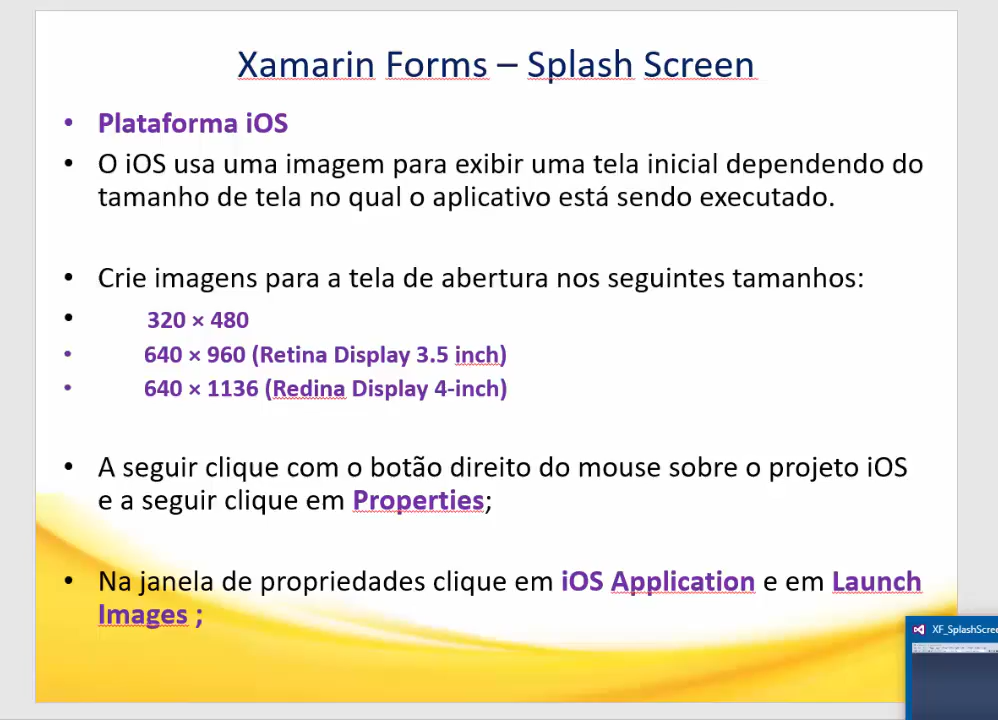 Xamarin Forms – Splash Screen
• Plataforma iOS
• O iOS usa uma imagem para exibir uma tela inicial dependendo do
tamanho de tela no qual o aplicativo está sendo executado.
• Crie imagens para a tela de abertura nos seguintes tamanhos:
• 320 × 480
• 640 × 960 (Retina Display 3.5 inch)
• 640 × 1136 (Redina Display 4-inch)
• A seguir clique com o botão direito do mouse sobre o projeto iOS
e a seguir clique em Properties;
• Na janela de propriedades clique em iOS Application e em Launch
Images ;
XF_SplashScree